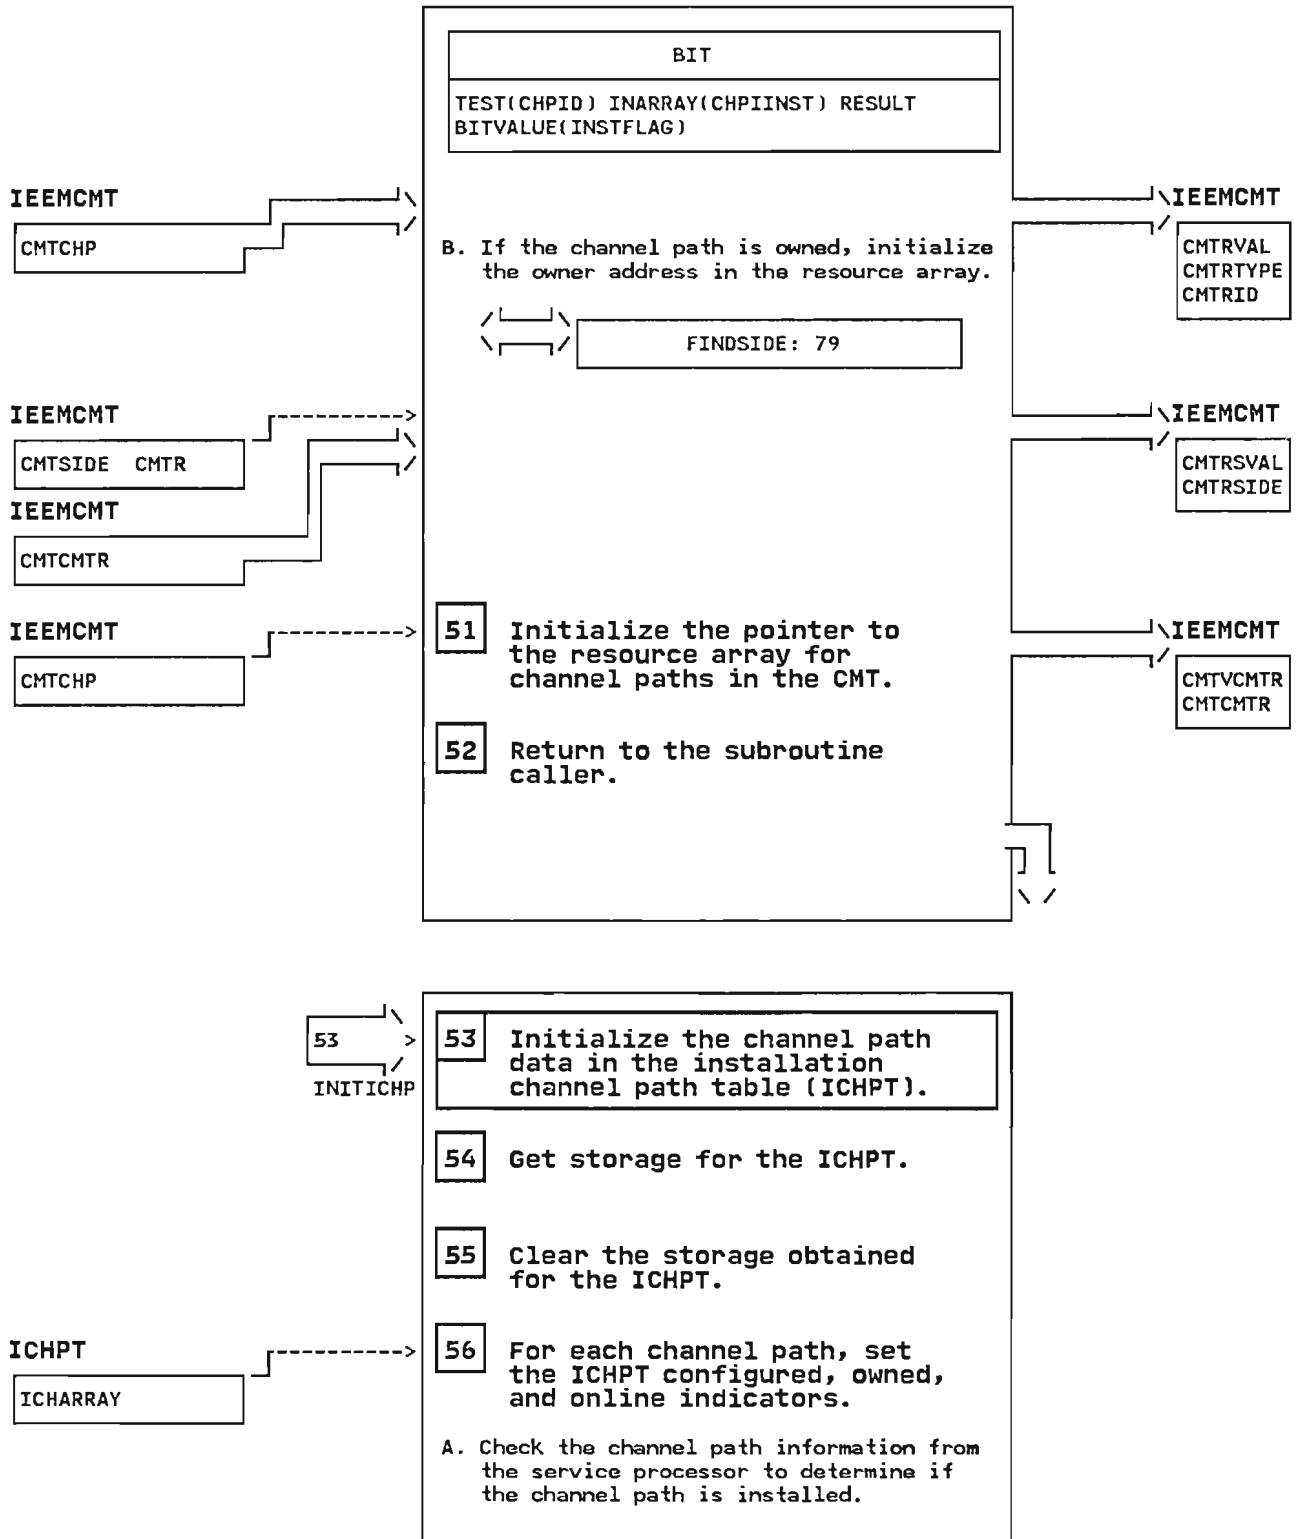 BIT
TEST(CHPID) INARRAY(CHPIINST) RESULT
BITVALUE(INSTFLAG)
IEEMCMT
CMTCHP
B. If the channel path is owned, initialize
the owner address in the resource array.
IEEMCMT
CMTRVAL
CMTRTYPE
CMTRID
FINDSIDE: 79
IEEMCMT
CMTSIDE CMTR
IEEMCMT
CMTCMTR
IEEMCMT
CMTRSVAL
CMTRSIDE
IEEMCMT
CMTCHP
51 Initialize the pointer to
the resource array for
channel paths in the CMT.
IEEMCMT
CMTVCMTR
CMTCMTR
52 Return to the subroutine
caller.
53
INITICHP
53 Initialize the channel path
data in the installation
channel path table (ICHPT).
54 Get storage for the ICHPT.
55 Clear the storage obtained
for the ICHPT.
ICHPT
ICHARRAY
56 For each channel path, set
the ICHPT configured, owned,
and online indicators.
A. Check the channel path information from
the service processor to determine if
the channel path is installed.